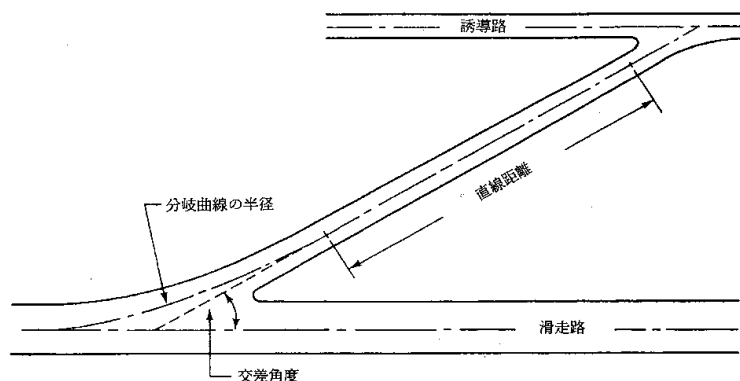 誘導路
直線距離
分岐曲線の半径
滑走路
交差角度